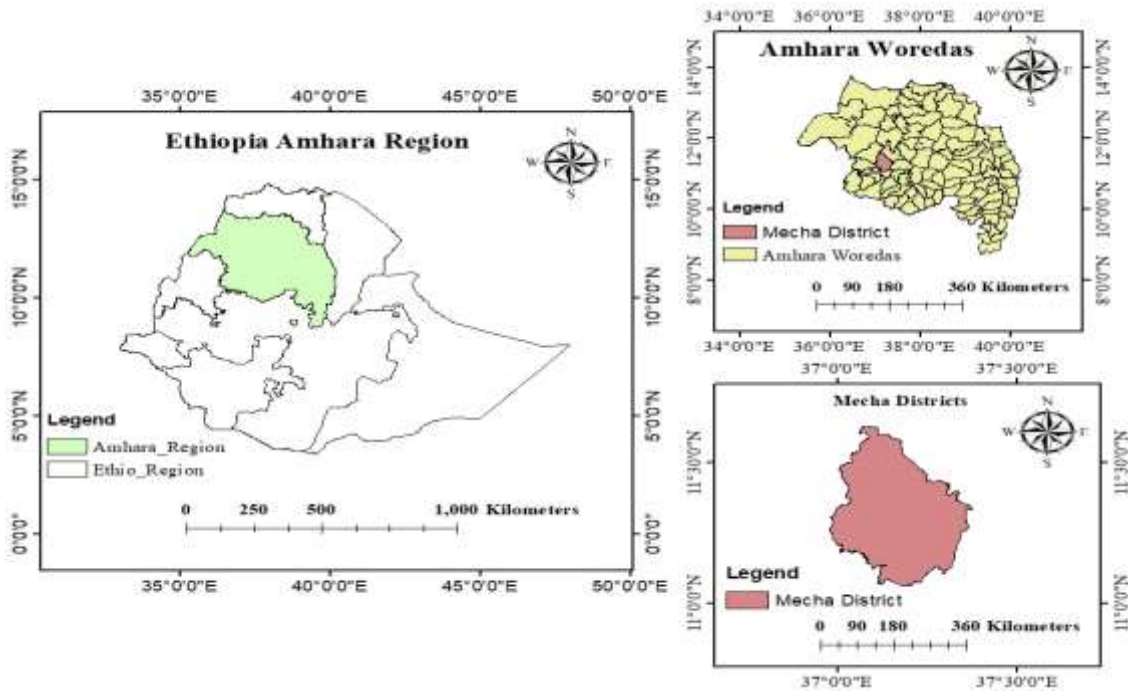 35°0'0"E 40°0'0"E 45°0'0"E 50°0'0"E
Ethiopia Amhara Region
N
W E
S
15°0'0"N 15°0'0"N
10°0'0"N 10°0'0"N
5°0'0"N 5°0'0"N
0°0'0" 0°0'0"
Legend
Amhara_Region
Ethio_Region
0 250 500 1,000 Kilometers
35°0'0"E 40°0'0"E 45°0'0"E 50°0'0"E
34°0'0"E 36°0'0"E 38°0'0"E 40°0'0"E
Amhara Woredas
N
W E
S
14°0'0"N 14°0'0"N
12°0'0"N 12°0'0"N
10°0'0"N 10°0'0"N
8°0'0"N 8°0'0"N
Legend
Mecha District
Amhara Woredas
0 90 180 360 Kilometers
34°0'0"E 36°0'0"E 38°0'0"E 40°0'0"E
37°0'0"E 37°30'0"E
Mecha Districts
N
W E
S
11°30'0"N 11°30'0"N
11°0'0"N 11°0'0"N
Legend
Mecha District
0 90 180 360 Kilometers
37°0'0"E 37°30'0"E